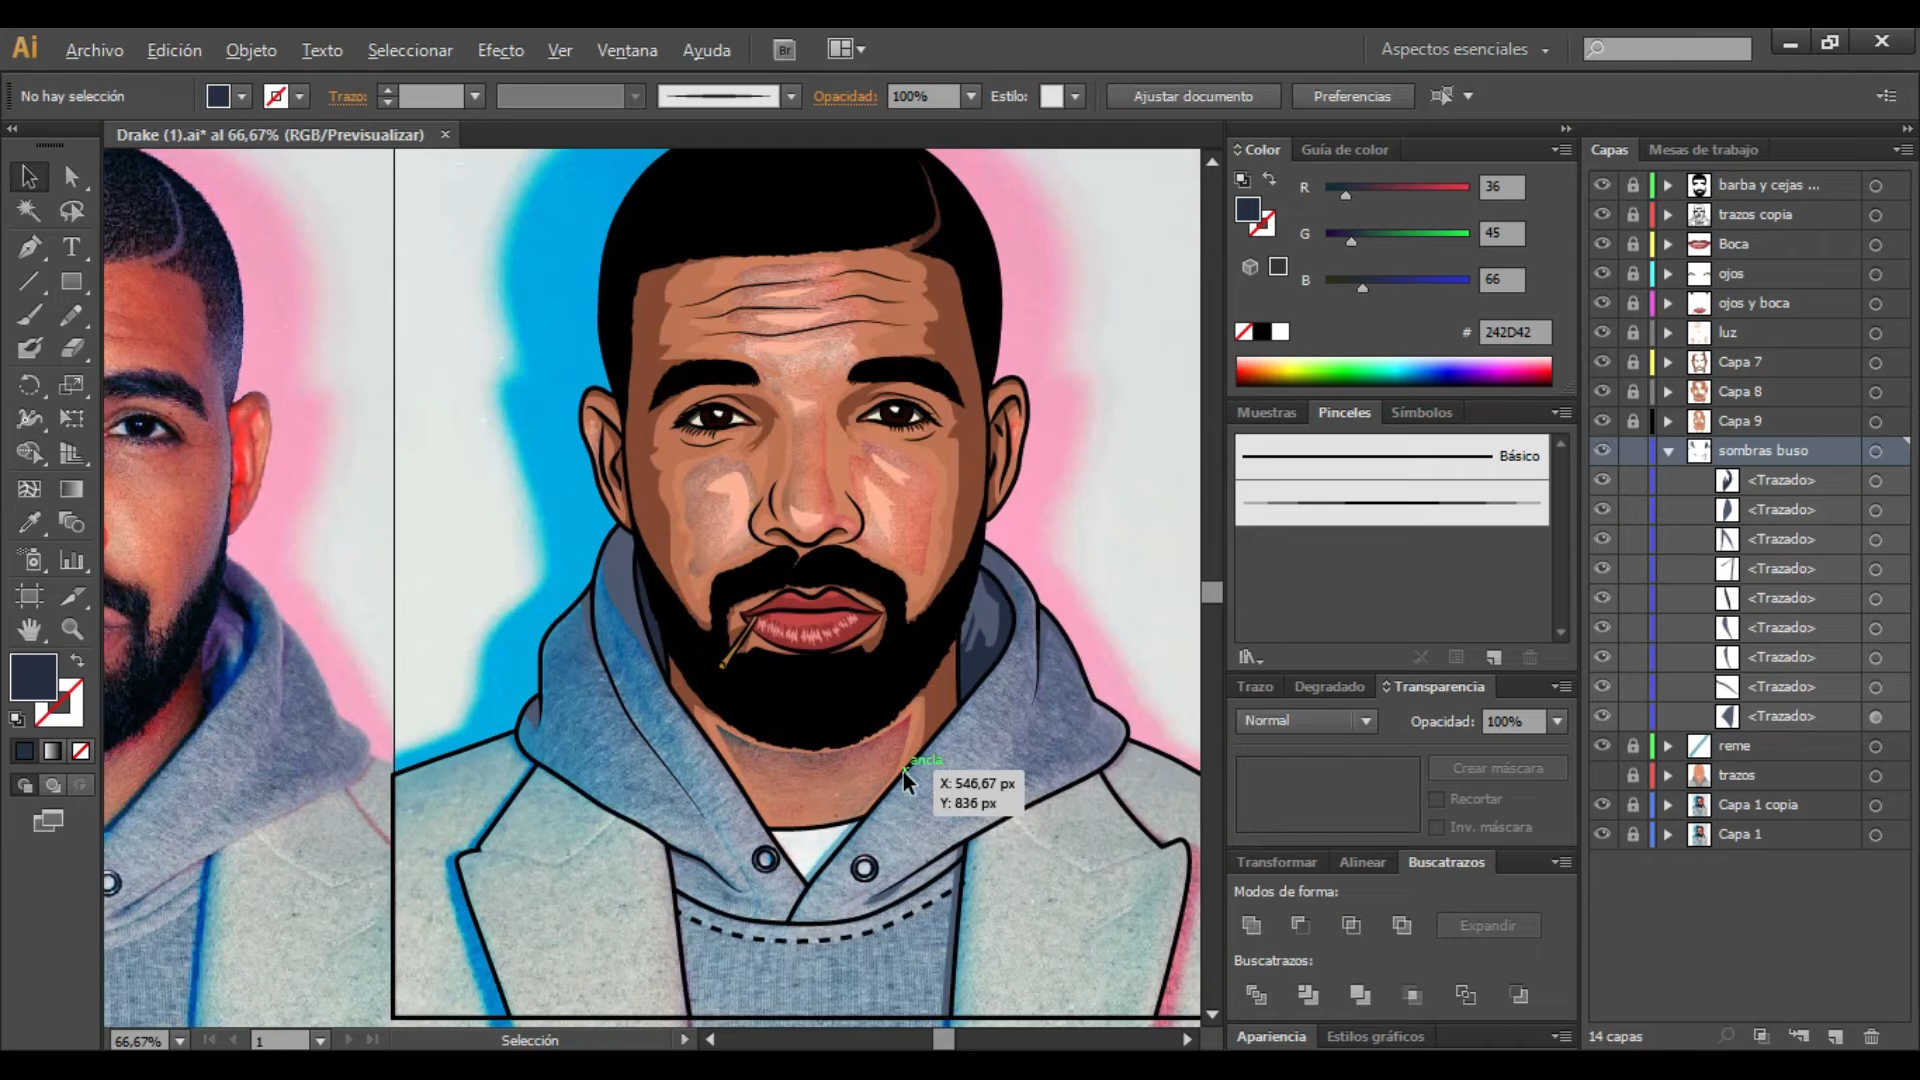 Ai Archivo Edición Objeto Texto Seleccionar Efecto Ver Ventana Ayuda Br Aspectos esenciales
No hay selección Trazo: Opacidad: 100% Estilo: Ajustar documento Preferencias
Drake (1).ai* al 66,67% (RGB/Previsualizar)
Color Guía de color
R 36
G 45
B 66
# 242D42
Muestras Pinceles Símbolos
Básico
Trazo Degradado Transparencia
Normal Opacidad: 100%
Crear máscara
Recortar
Inv. máscara
Transformar Alinear Buscatrazos
Modos de forma:
Expandir
Buscatrazos:
Apariencia Estilos gráficos
Capas Mesas de trabajo
barba y cejas ...
trazos copia
Boca
ojos
ojos y boca
luz
Capa 7
Capa 8
Capa 9
sombras buso
<Trazado>
<Trazado>
<Trazado>
<Trazado>
<Trazado>
<Trazado>
<Trazado>
<Trazado>
<Trazado>
reme
trazos
Capa 1 copia
Capa 1
14 capas
ancla
X: 546,67 px
Y: 836 px
66,67% 1 Selección